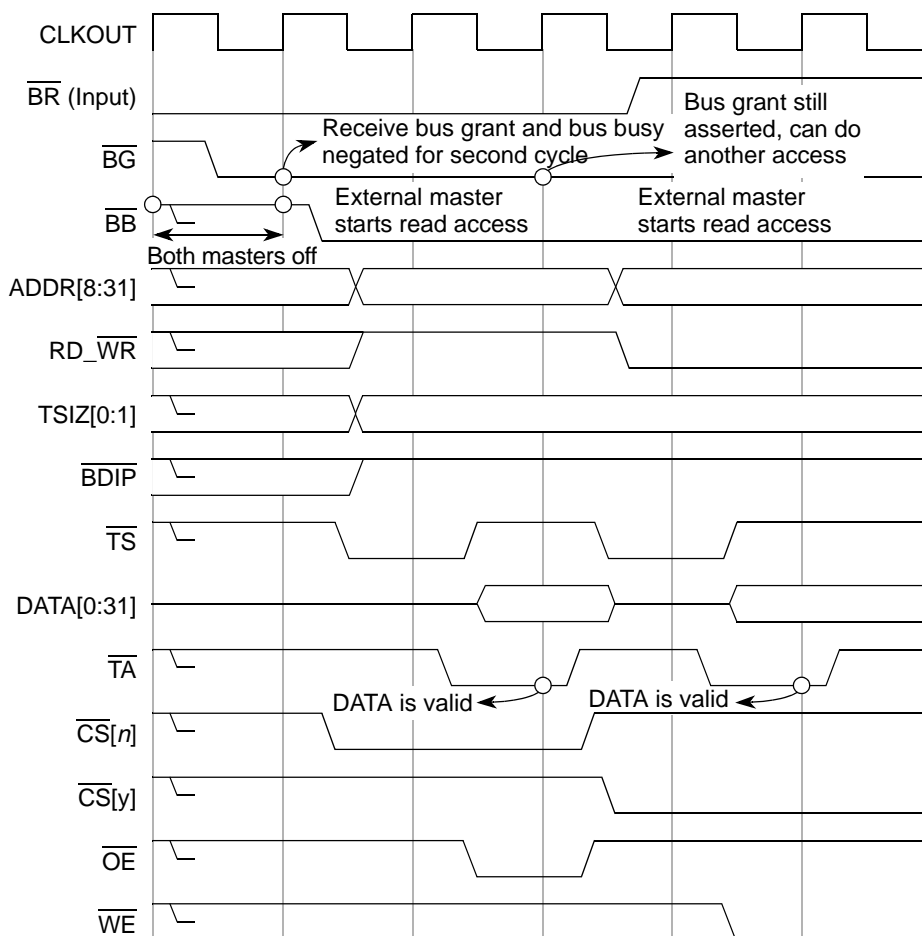 CLKOUT
BR (Input)
Bus grant still
asserted, can do
another access
Receive bus grant and bus busy
negated for second cycle
BG
External master
starts read access
External master
starts read access
BB
Both masters off
ADDR[8:31]
RD_WR
TSIZ[0:1]
BDIP
TS
DATA[0:31]
TA
DATA is valid
DATA is valid
CS[n]
CS[y]
OE
WE